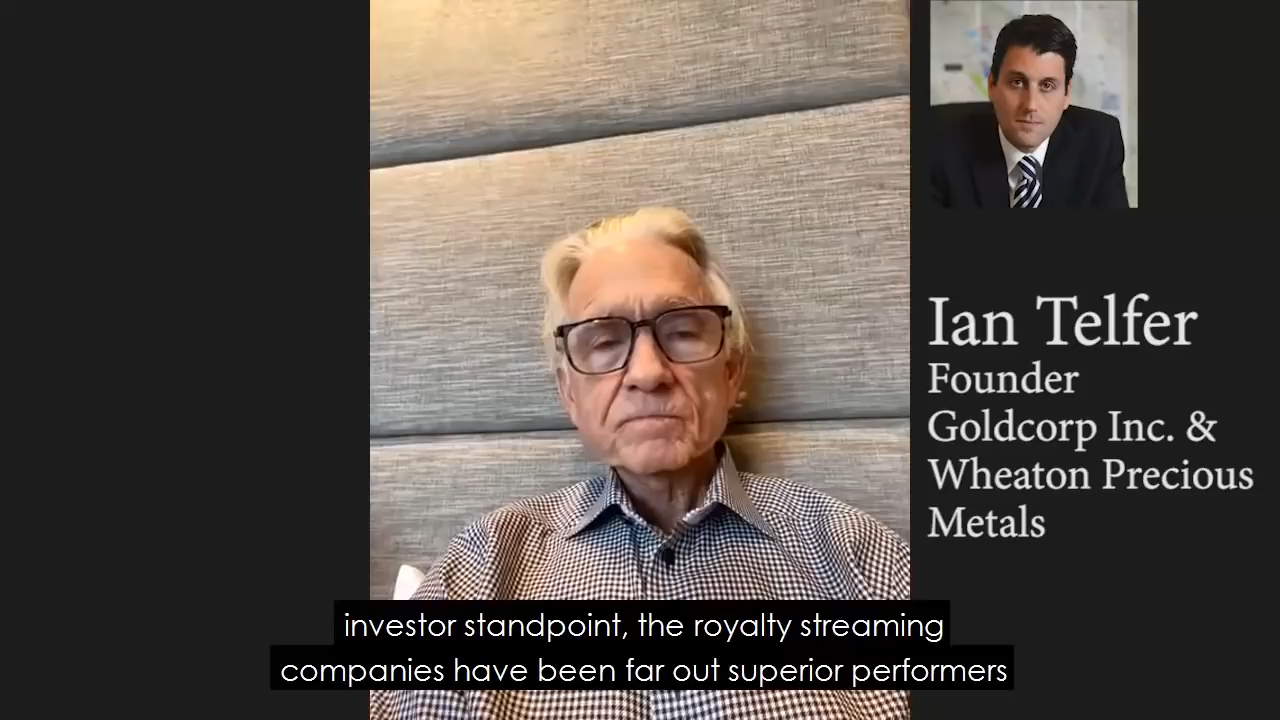 Ian Telfer
Founder
Goldcorp Inc. &
Wheaton Precious
Metals
investor standpoint, the royalty streaming
companies have been far out superior performers